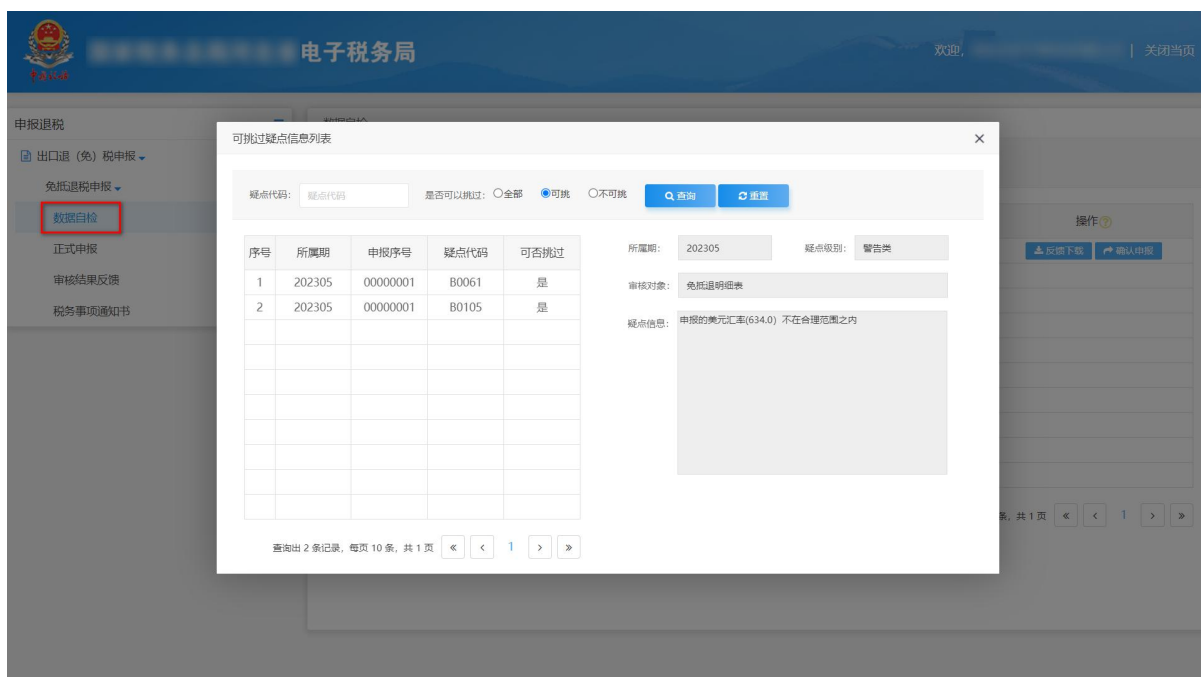 电子税务局
欢迎,
| 关闭当页
申报退税
出口退（免）税申报
免抵退税申报
数据自检
正式申报
审核结果反馈
税务事项通知书
数据自检
操作
反馈下载 确认申报
条, 共 1 页 « ‹ 1 › »
可挑过疑点信息列表 ×
疑点代码: 疑点代码 是否可以挑过: 全部 可挑 不可挑 查询 重置
序号 所属期 申报序号 疑点代码 可否挑过
1 202305 00000001 B0061 是
2 202305 00000001 B0105 是
查询出 2 条记录, 每页 10 条, 共 1 页 « ‹ 1 › »
所属期: 202305 疑点级别: 警告类
审核对象: 免抵退明细表
疑点信息: 申报的美元汇率(634.0) 不在合理范围之内